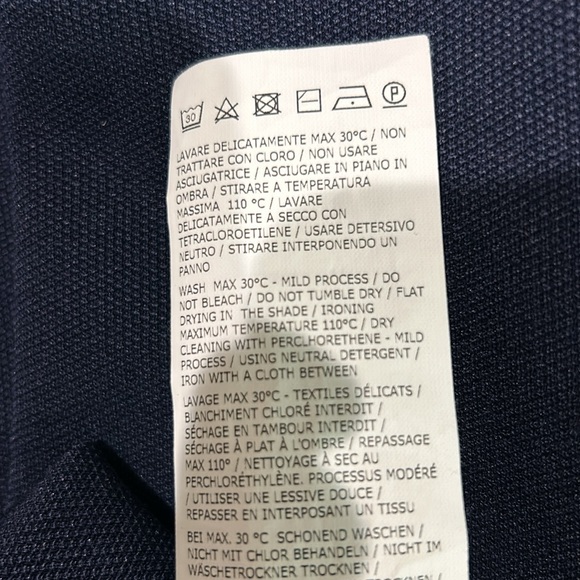 30 P
LAVARE DELICATAMENTE MAX 30°C / NON
TRATTARE CON CLORO / NON USARE
ASCIUGATRICE / ASCIUGARE IN PIANO IN
OMBRA / STIRARE A TEMPERATURA
MASSIMA 110 °C / LAVARE
DELICATAMENTE A SECCO CON
TETRACLOROETILENE / USARE DETERSIVO
NEUTRO / STIRARE INTERPONENDO UN
PANNO
WASH MAX 30°C - MILD PROCESS / DO
NOT BLEACH / DO NOT TUMBLE DRY / FLAT
DRYING IN THE SHADE / IRONING
MAXIMUM TEMPERATURE 110°C / DRY
CLEANING WITH PERCLHORETHENE - MILD
PROCESS / USING NEUTRAL DETERGENT /
IRON WITH A CLOTH BETWEEN
LAVAGE MAX 30°C - TEXTILES DÉLICATS /
BLANCHIMENT CHLORÉ INTERDIT /
SÉCHAGE EN TAMBOUR INTERDIT /
SÉCHAGE À PLAT À L'OMBRE / REPASSAGE
MAX 110° / NETTOYAGE À SEC AU
PERCHLORÉTHYLÈNE. PROCESSUS MODÉRÉ
/ UTILISER UNE LESSIVE DOUCE /
REPASSER EN INTERPOSANT UN TISSU
BEI MAX. 30 °C SCHONEND WASCHEN /
NICHT MIT CHLOR BEHANDELN / NICHT IM
WÄSCHETROCKNER TROCKNEN /